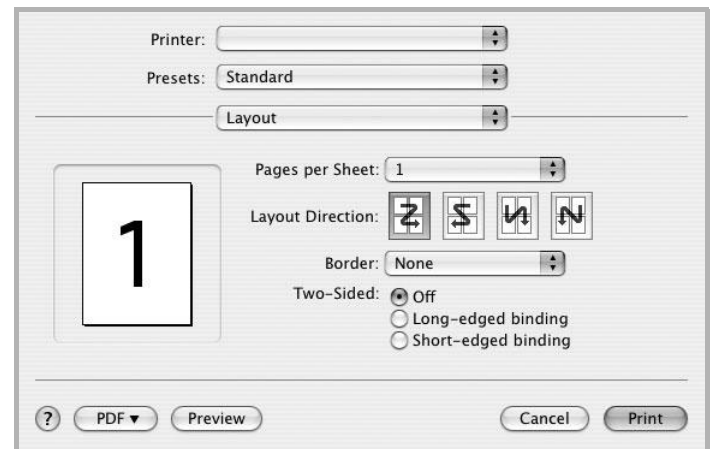 Printer:
Presets: Standard
Layout
Pages per Sheet: 1
Layout Direction:
1
Border: None
Two-Sided: Off
Long-edged binding
Short-edged binding
? PDF ▼ Preview Cancel Print